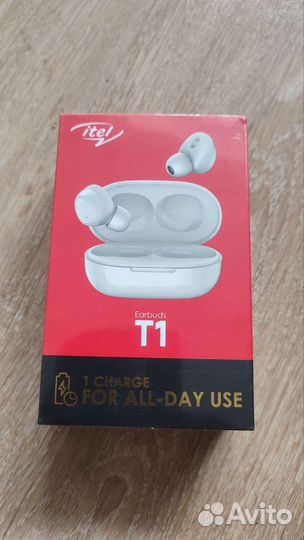 itel
Earbuds
T1
1 CHARGE
FOR ALL-DAY USE
Avito